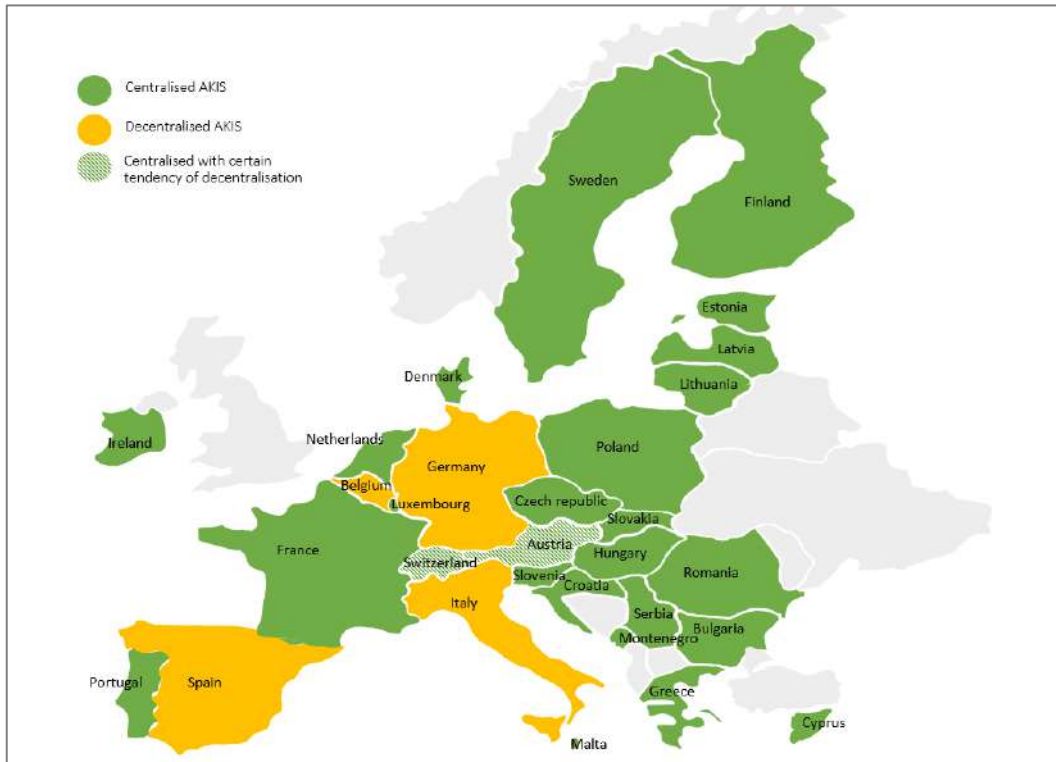 Centralised AKIS
Decentralised AKIS
Centralised with certain
tendency of decentralisation
Sweden
Finland
Estonia
Latvia
Lithuania
Denmark
Ireland
Netherlands
Poland
Germany
Belgium
Luxembourg
Czech republic
Slovakia
France
Austria
Hungary
Switzerland
Slovenia
Romania
Croatia
Italy
Serbia
Bulgaria
Montenegro
Portugal
Spain
Greece
Cyprus
Malta